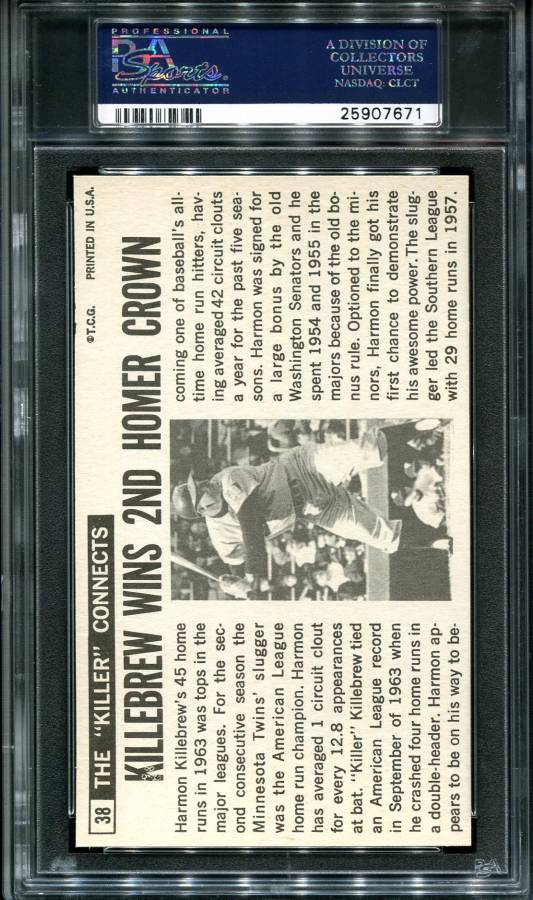 PROFESSIONAL
PSA
Sports.
AUTHENTICATOR
A DIVISION OF
COLLECTORS
UNIVERSE
NASDAQ: CLCT
25907671
38 THE "KILLER" CONNECTS
©T.C.G. PRINTED IN U.S.A.
KILLEBREW WINS 2ND HOMER CROWN
Harmon Killebrew's 45 home
runs in 1963 was tops in the
major leagues. For the sec-
ond consecutive season the
Minnesota Twins' slugger
was the American League
home run champion. Harmon
has averaged 1 circuit clout
for every 12.8 appearances
at bat. "Killer" Killebrew tied
an American League record
in September of 1963 when
he crashed four home runs in
a double-header. Harmon ap-
pears to be on his way to be-
coming one of baseball's all-
time home run hitters, hav-
ing averaged 42 circuit clouts
a year for the past five sea-
sons. Harmon was signed for
a large bonus by the old
Washington Senators and he
spent 1954 and 1955 in the
majors because of the old bo-
nus rule. Optioned to the mi-
nors, Harmon finally got his
first chance to demonstrate
his awesome power. The slug-
ger led the Southern League
with 29 home runs in 1957.
PSA